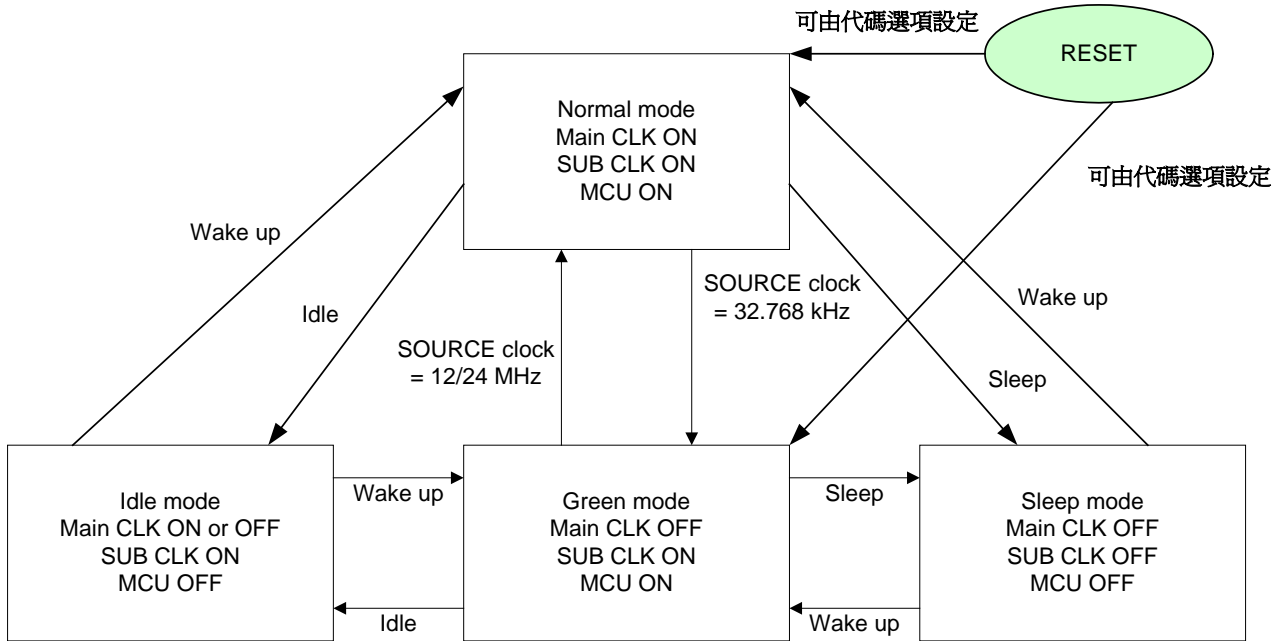 可由代碼選項設定
RESET
Normal mode
Main CLK ON
SUB CLK ON
MCU ON
可由代碼選項設定
Wake up
Idle
SOURCE clock
= 12/24 MHz
SOURCE clock
= 32.768 kHz
Wake up
Sleep
Idle mode
Main CLK ON or OFF
SUB CLK ON
MCU OFF
Wake up
Idle
Green mode
Main CLK OFF
SUB CLK ON
MCU ON
Sleep
Wake up
Sleep mode
Main CLK OFF
SUB CLK OFF
MCU OFF